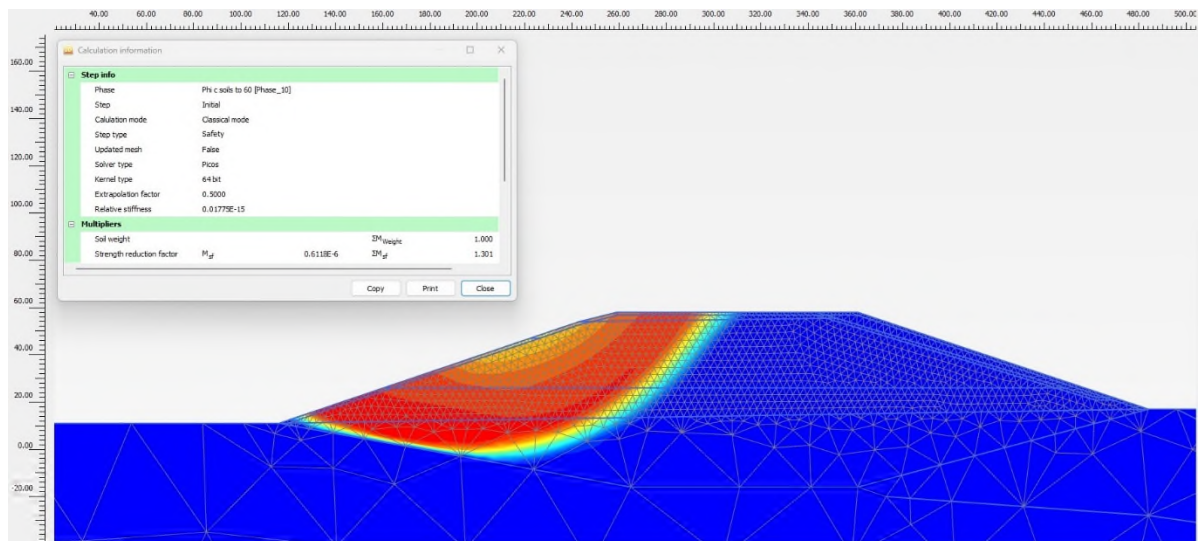 40.00 60.00 80.00 100.00 120.00 140.00 160.00 180.00 200.00 220.00 240.00 260.00 280.00 300.00 320.00 340.00 360.00 380.00 400.00 420.00 440.00 460.00 480.00 500.00
Calculation information
160.00
Step info
Phase Phi c soils to 60 [Phase_10]
Step Initial
140.00
Calulation mode Classical mode
Step type Safety
Updated mesh False
120.00
Solver type Picos
Kernel type 64 bit
Extrapolation factor 0.5000
100.00
Relative stiffness 0.01775E-15
Multipliers
Soil weight ΣM Weight 1.000
80.00
Strength reduction factor M sf 0.6118E-6 ΣM sf 1.301
Copy Print Close
60.00
40.00
20.00
0.00
-20.00